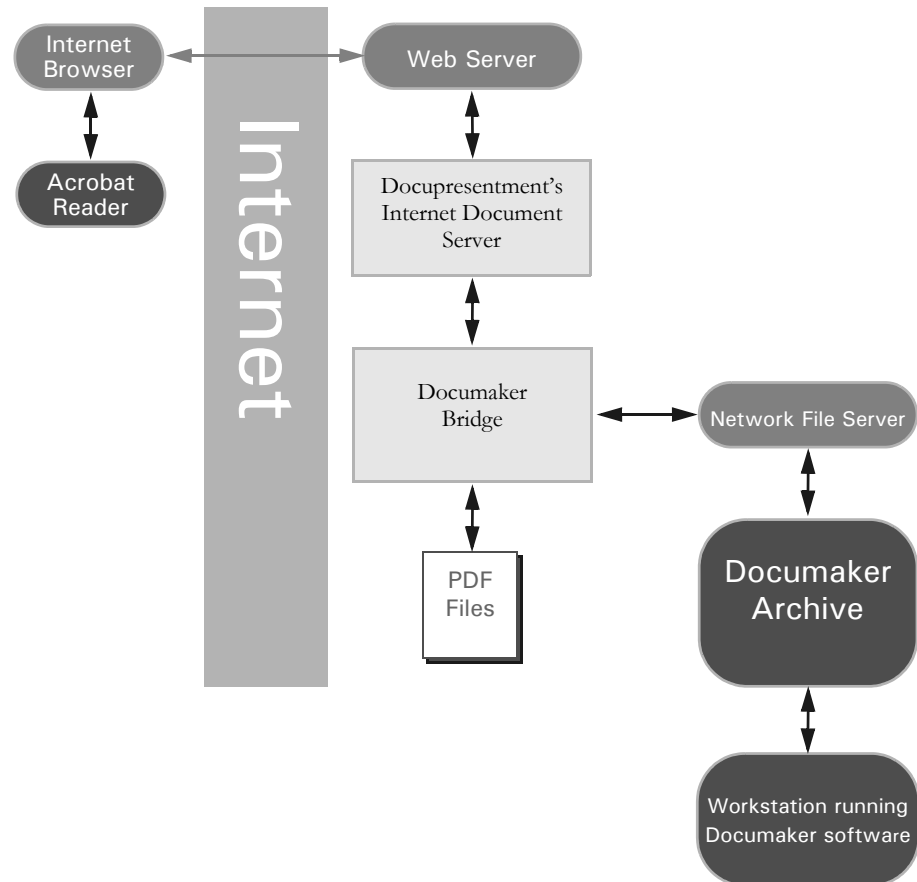 Internet
Browser
Web Server
Internet
Acrobat
Reader
Docupresentment's
Internet Document
Server
Documaker
Bridge
Network File Server
PDF
Files
Documaker
Archive
Workstation running
Documaker software